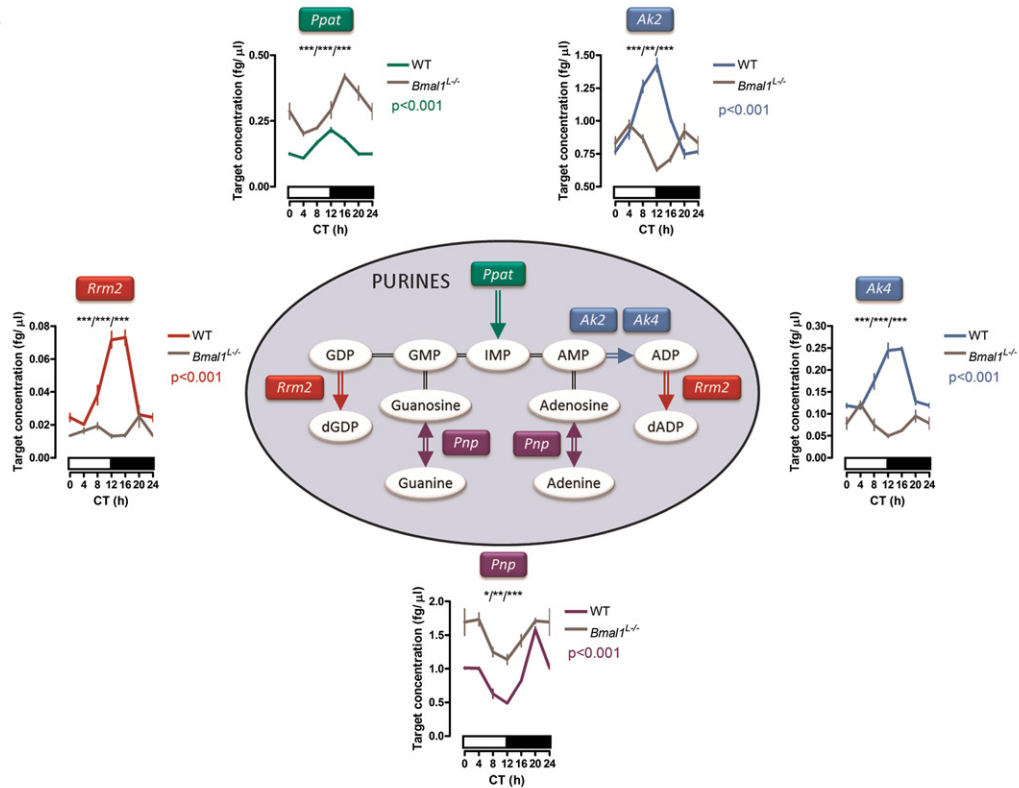 Ppat
***/***/***
Target concentration (fg/ µl)
0.50
0.25
0.00
WT
Bmal1L-/-
p<0.001
0 4 8 12 16 20 24
CT (h)
Ak2
***/**/***
Target concentration (fg/ µl)
1.50
1.25
1.00
0.75
0.50
WT
Bmal1L-/-
p<0.001
0 4 8 12 16 20 24
CT (h)
Rrm2
***/***/***
Target concentration (fg/ µl)
0.08
0.06
0.04
0.02
0.00
WT
Bmal1L-/-
p<0.001
0 4 8 12 16 20 24
CT (h)
PURINES
Ppat
Ak2 Ak4
GDP GMP IMP AMP ADP
Rrm2 Rrm2
Guanosine Adenosine
dGDP dADP
Pnp Pnp
Guanine Adenine
Ak4
***/***/***
Target concentration (fg/ µl)
0.30
0.25
0.20
0.15
0.10
0.05
0.00
WT
Bmal1L-/-
p<0.001
0 4 8 12 16 20 24
CT (h)
Pnp
*/**/***
Target concentration (fg/ µl)
2.0
1.5
1.0
0.5
0.0
WT
Bmal1L-/-
p<0.001
0 4 8 12 16 20 24
CT (h)